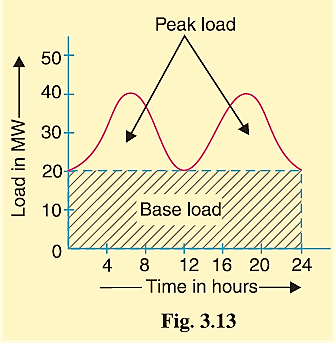 Peak load
50
40
30
20
10
0
Load in MW
Base load
4 8 12 16 20 24
Time in hours
Fig. 3.13